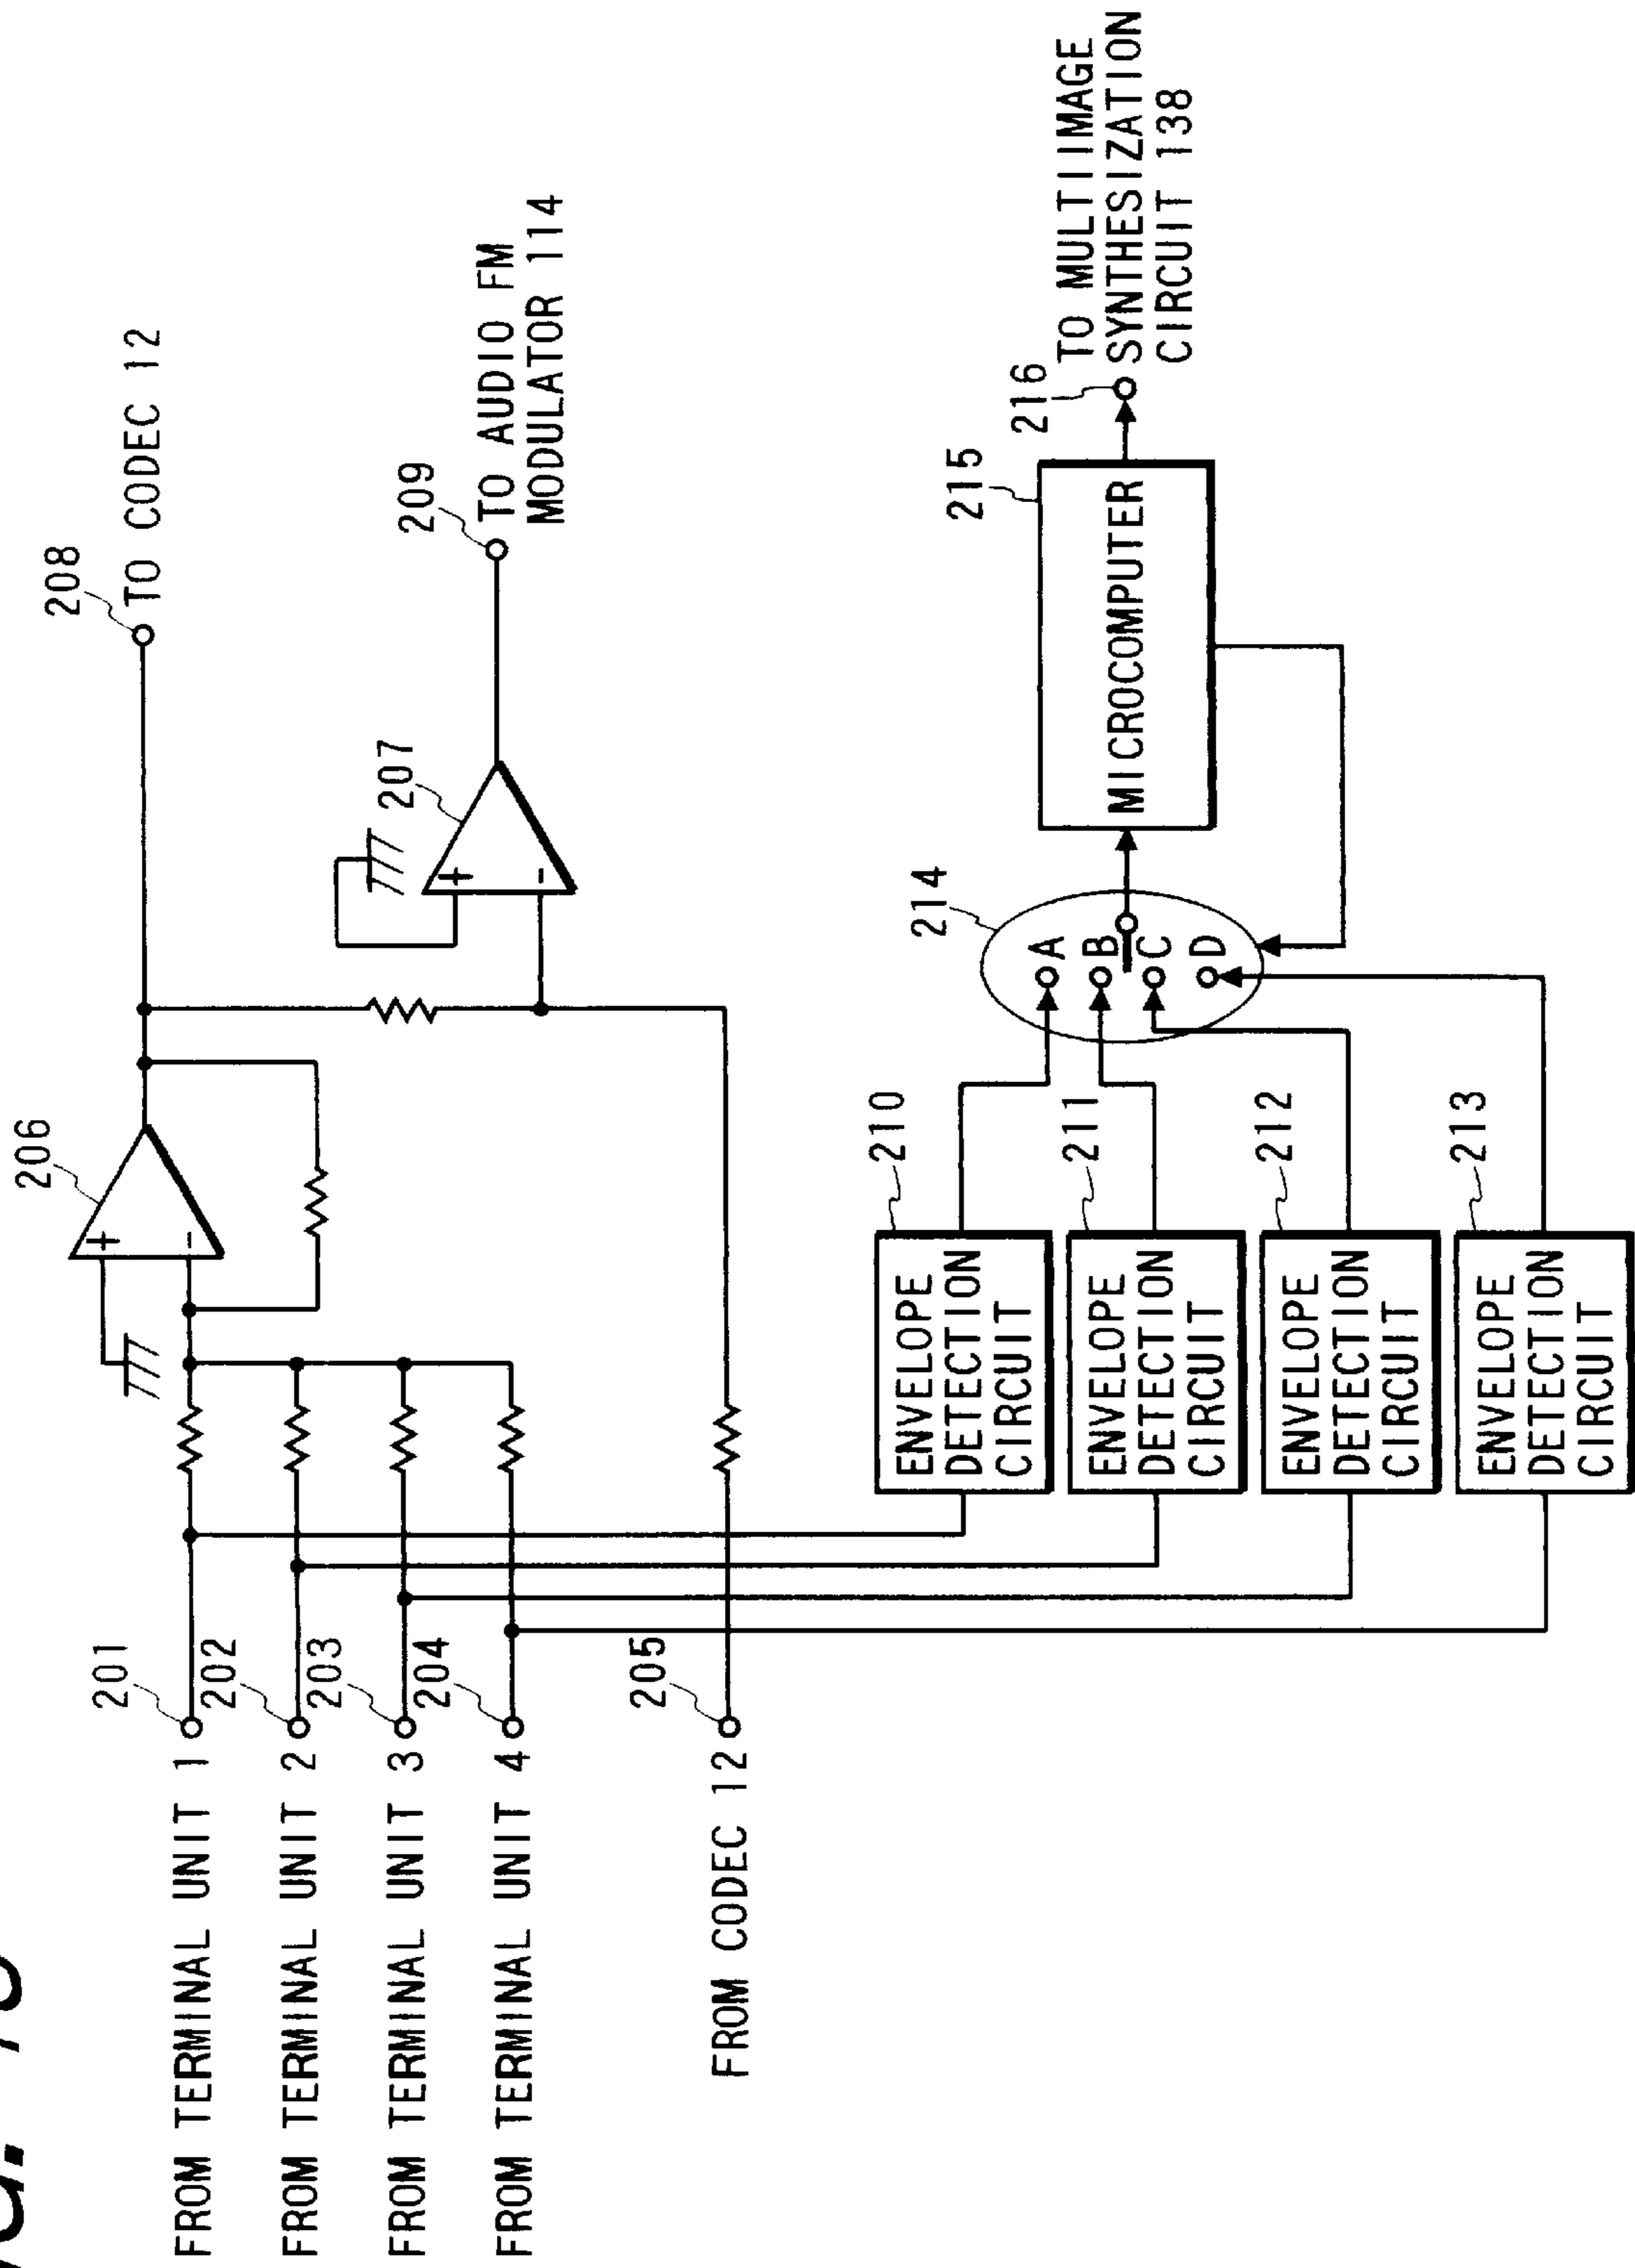 208
TO CODEC 12
206
+
-
209
TO AUDIO FM
MODULATOR 114
207
+
-
201
FROM TERMINAL UNIT 1
202
FROM TERMINAL UNIT 2
203
FROM TERMINAL UNIT 3
204
FROM TERMINAL UNIT 4
205
FROM CODEC 12
210
ENVELOPE
DETECTION
CIRCUIT
211
ENVELOPE
DETECTION
CIRCUIT
212
ENVELOPE
DETECTION
CIRCUIT
213
ENVELOPE
DETECTION
CIRCUIT
214
A
B
C
D
215
MICROCOMPUTER
216
TO MULTIIMAGE
SYNTHESIZATION
CIRCUIT 138